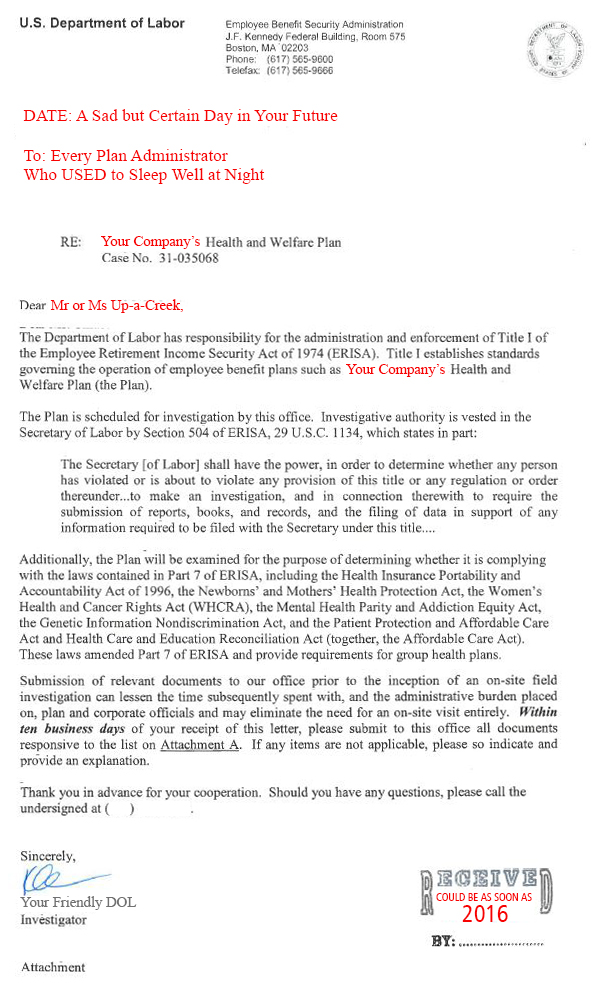 U.S. Department of Labor
Employee Benefit Security Administration
J.F. Kennedy Federal Building, Room 575
Boston, MA 02203
Phone: (617) 565-9600
Telefax: (617) 565-9666
DATE: A Sad but Certain Day in Your Future
To: Every Plan Administrator
Who USED to Sleep Well at Night
RE: Your Company's Health and Welfare Plan
Case No. 31-035068
Dear Mr or Ms Up-a-Creek,
The Department of Labor has responsibility for the administration and enforcement of Title I of
the Employee Retirement Income Security Act of 1974 (ERISA). Title I establishes standards
governing the operation of employee benefit plans such as Your Company's Health and
Welfare Plan (the Plan).
The Plan is scheduled for investigation by this office. Investigative authority is vested in the
Secretary of Labor by Section 504 of ERISA, 29 U.S.C. 1134, which states in part:
The Secretary [of Labor] shall have the power, in order to determine whether any person
has violated or is about to violate any provision of this title or any regulation or order
thereunder...to make an investigation, and in connection therewith to require the
submission of reports, books, and records, and the filing of data in support of any
information required to be filed with the Secretary under this title....
Additionally, the Plan will be examined for the purpose of determining whether it is complying
with the laws contained in Part 7 of ERISA, including the Health Insurance Portability and
Accountability Act of 1996, the Newborns' and Mothers' Health Protection Act, the Women's
Health and Cancer Rights Act (WHCRA), the Mental Health Parity and Addiction Equity Act,
the Genetic Information Nondiscrimination Act, and the Patient Protection and Affordable Care
Act and Health Care and Education Reconciliation Act (together, the Affordable Care Act).
These laws amended Part 7 of ERISA and provide requirements for group health plans.
Submission of relevant documents to our office prior to the inception of an on-site field
investigation can lessen the time subsequently spent with, and the administrative burden placed
on, plan and corporate officials and may eliminate the need for an on-site visit entirely. Within
ten business days of your receipt of this letter, please submit to this office all documents
responsive to the list on Attachment A. If any items are not applicable, please so indicate and
provide an explanation.
Thank you in advance for your cooperation. Should you have any questions, please call the
undersigned at ( ) .
Sincerely,
Your Friendly DOL
Investigator
RECEIVED
COULD BE AS SOON AS
2016
BY: ........................
Attachment